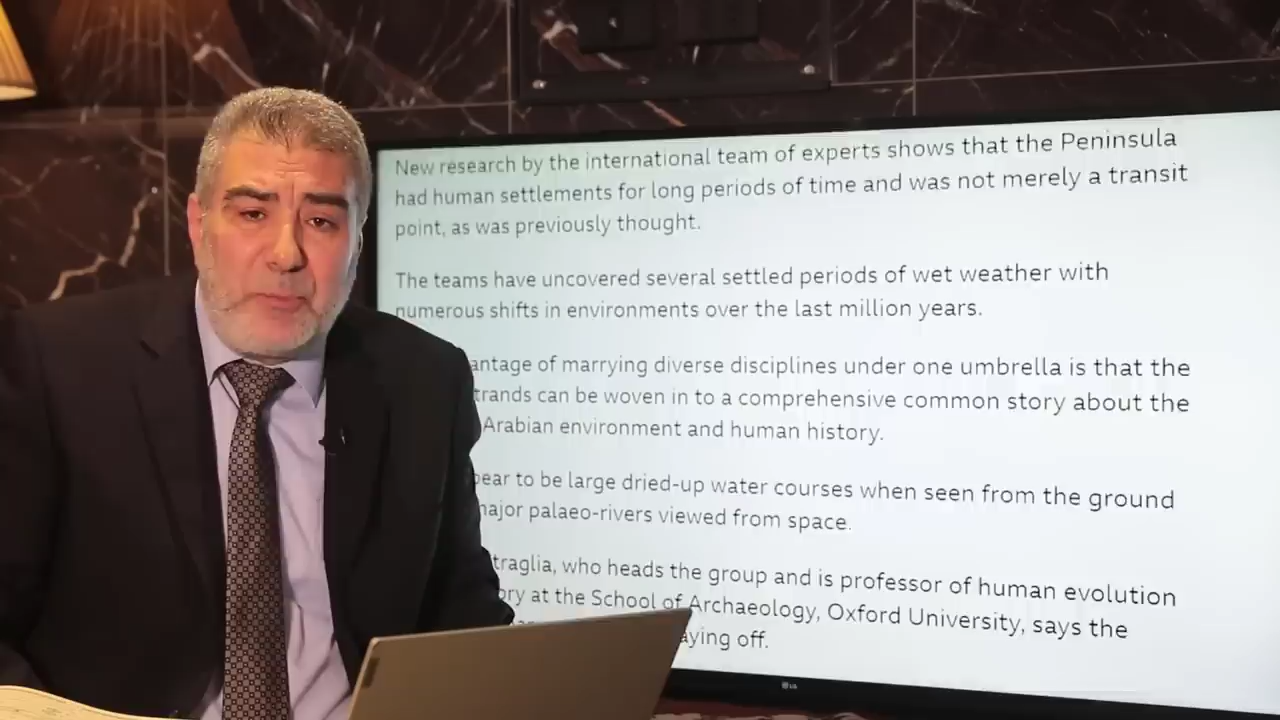 New research by the international team of experts shows that the Peninsula
had human settlements for long periods of time and was not merely a transit
point, as was previously thought.
The teams have uncovered several settled periods of wet weather with
numerous shifts in environments over the last million years.
antage of marrying diverse disciplines under one umbrella is that the
trands can be woven in to a comprehensive common story about the
Arabian environment and human history.
pear to be large dried-up water courses when seen from the ground
major palaeo-rivers viewed from space.
traglia, who heads the group and is professor of human evolution
ory at the School of Archaeology, Oxford University, says the
aying off.
LG